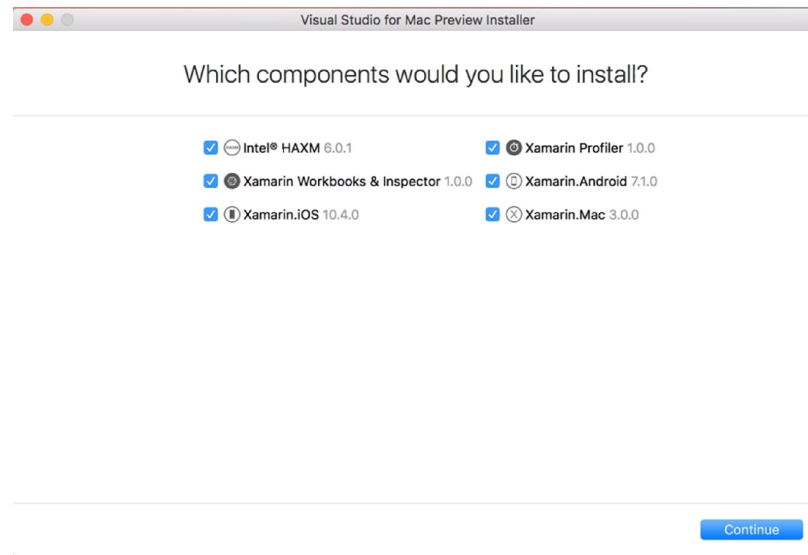 Visual Studio for Mac Preview Installer
Which components would you like to install?
Intel® HAXM 6.0.1
Xamarin Profiler 1.0.0
Xamarin Workbooks & Inspector 1.0.0
Xamarin.Android 7.1.0
Xamarin.iOS 10.4.0
Xamarin.Mac 3.0.0
Continue